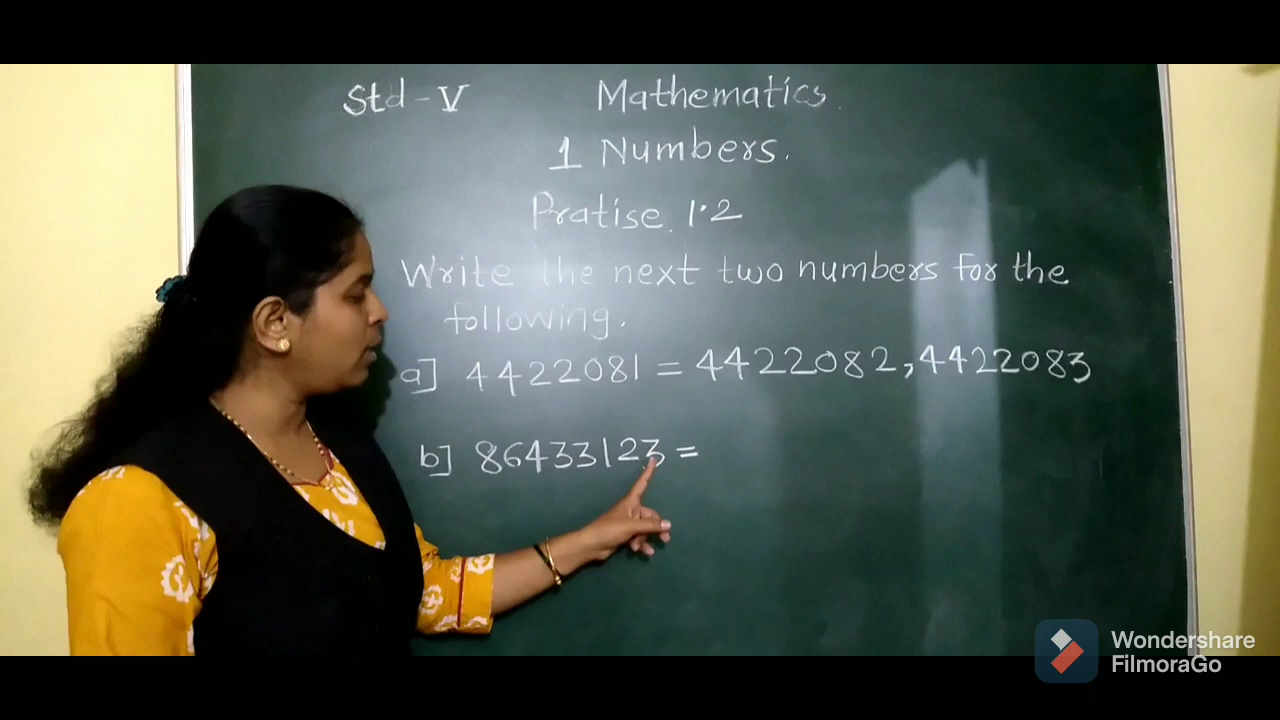 Std - V Mathematics.
1 Numbers.
Pratise. 1.2
Write the next two numbers for the
following.
a] 4422081 = 4422082, 4422083
b] 86433123 =
Wondershare
FilmoraGo